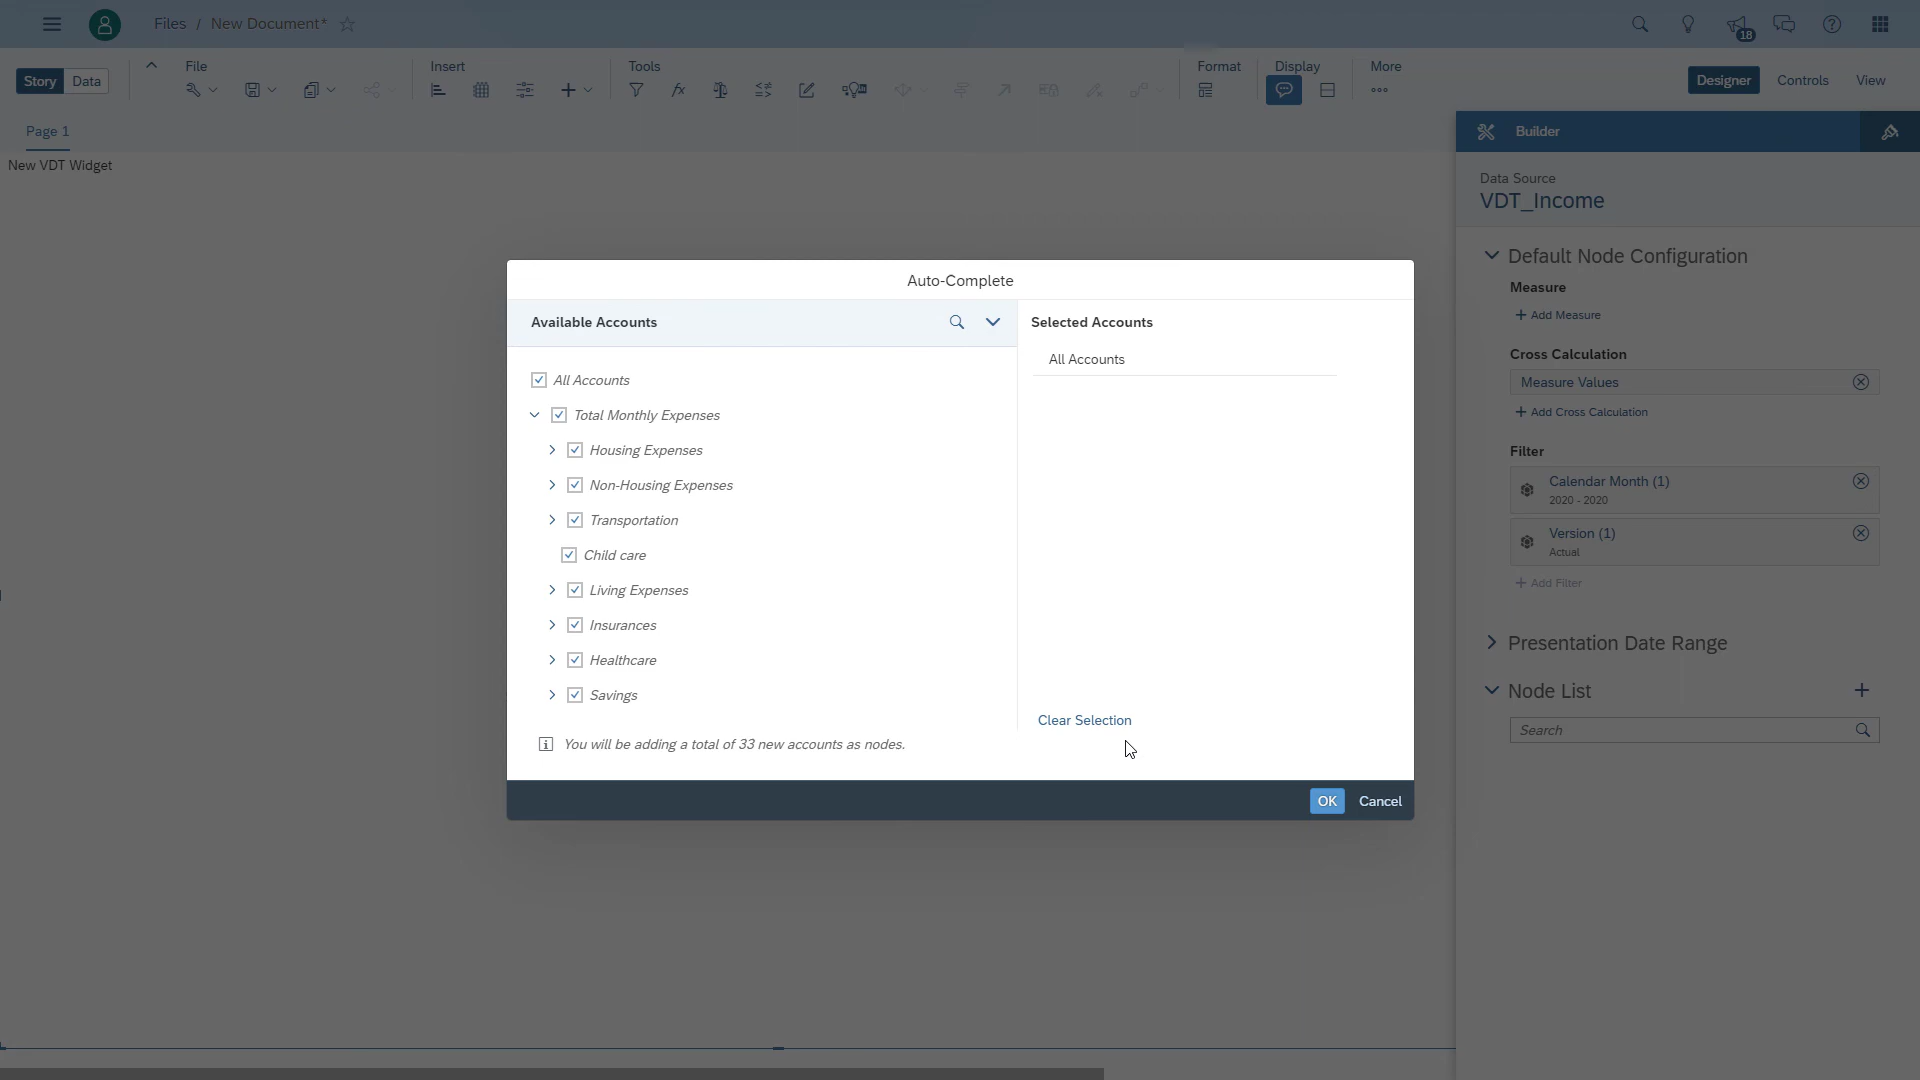 Files / New Document*
18
Story Data
File
Insert
Tools
Format
Display
More
Designer Controls View
Page 1
New VDT Widget
Builder
Data Source
VDT_Income
Default Node Configuration
Measure
+ Add Measure
Cross Calculation
Measure Values
+ Add Cross Calculation
Filter
Calendar Month (1)
2020 - 2020
Version (1)
Actual
+ Add Filter
Presentation Date Range
Node List
Search
Auto-Complete
Available Accounts
All Accounts
Total Monthly Expenses
Housing Expenses
Non-Housing Expenses
Transportation
Child care
Living Expenses
Insurances
Healthcare
Savings
You will be adding a total of 33 new accounts as nodes.
Selected Accounts
All Accounts
Clear Selection
OK Cancel